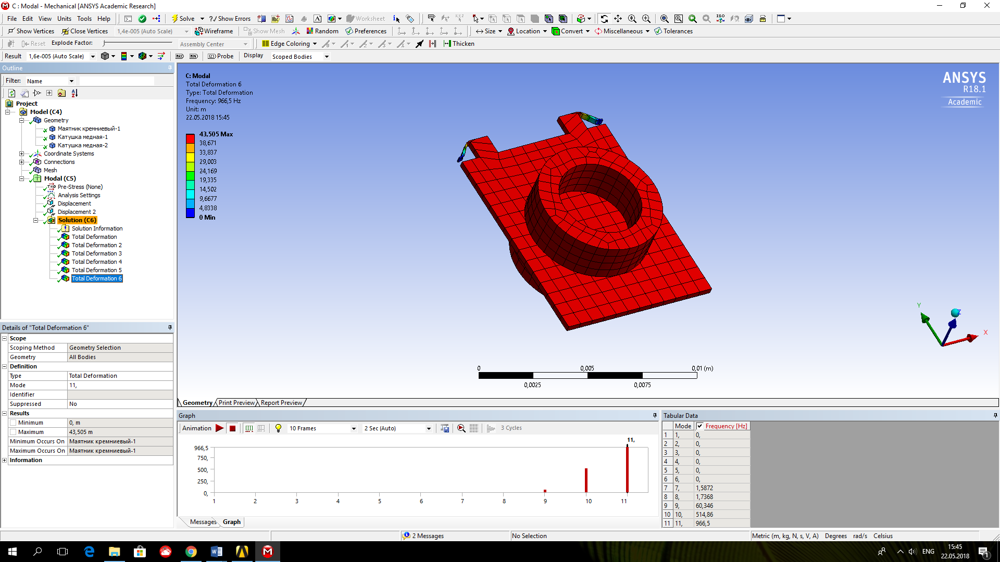 C : Modal - Mechanical [ANSYS Academic Research]
File Edit View Units Tools Help Solve ?/ Show Errors Worksheet
Show Vertices Close Vertices 1,4e-005 (Auto Scale) Wireframe Show Mesh Random Preferences Size Location Convert Miscellaneous Tolerances
Reset Explode Factor: Assembly Center Edge Coloring Thicken
Result 1,6e-005 (Auto Scale) MAX MIN Probe Display Scoped Bodies
Outline
Filter: Name
Project
Model (C4)
Geometry
Маятник кремниевый-1
Катушка медная-1
Катушка медная-2
Coordinate Systems
Connections
Mesh
Modal (C5)
Pre-Stress (None)
Analysis Settings
Displacement
Displacement 2
Solution (C6)
Solution Information
Total Deformation
Total Deformation 2
Total Deformation 3
Total Deformation 4
Total Deformation 5
Total Deformation 6
Details of "Total Deformation 6"
Scope
Scoping Method Geometry Selection
Geometry All Bodies
Definition
Type Total Deformation
Mode 11,
Identifier
Suppressed No
Results
Minimum 0, m
Maximum 43,505 m
Minimum Occurs On Маятник кремниевый-1
Maximum Occurs On Маятник кремниевый-1
Information
C: Modal
Total Deformation 6
Type: Total Deformation
Frequency: 966,5 Hz
Unit: m
22.05.2018 15:45
43,505 Max
38,671
33,837
29,003
24,169
19,335
14,502
9,6677
4,8338
0 Min
ANSYS
R18.1
Academic
Y
Z
X
0 0,005 0,01 (m)
0,0025 0,0075
Geometry Print Preview Report Preview
Graph
Animation 10 Frames 2 Sec (Auto) 3 Cycles
11,
966,5
750,
500,
250,
0,
1 2 3 4 5 6 7 8 9 10 11
Messages Graph
Tabular Data
Mode Frequency [Hz]
1 1, 0,
2 2, 0,
3 3, 0,
4 4, 0,
5 5, 0,
6 6, 0,
7 7, 1,5872
8 8, 1,7368
9 9, 60,346
10 10, 514,86
11 11, 966,5
2 Messages No Selection Metric (m, kg, N, s, V, A) Degrees rad/s Celsius
ENG 15:45
22.05.2018
1